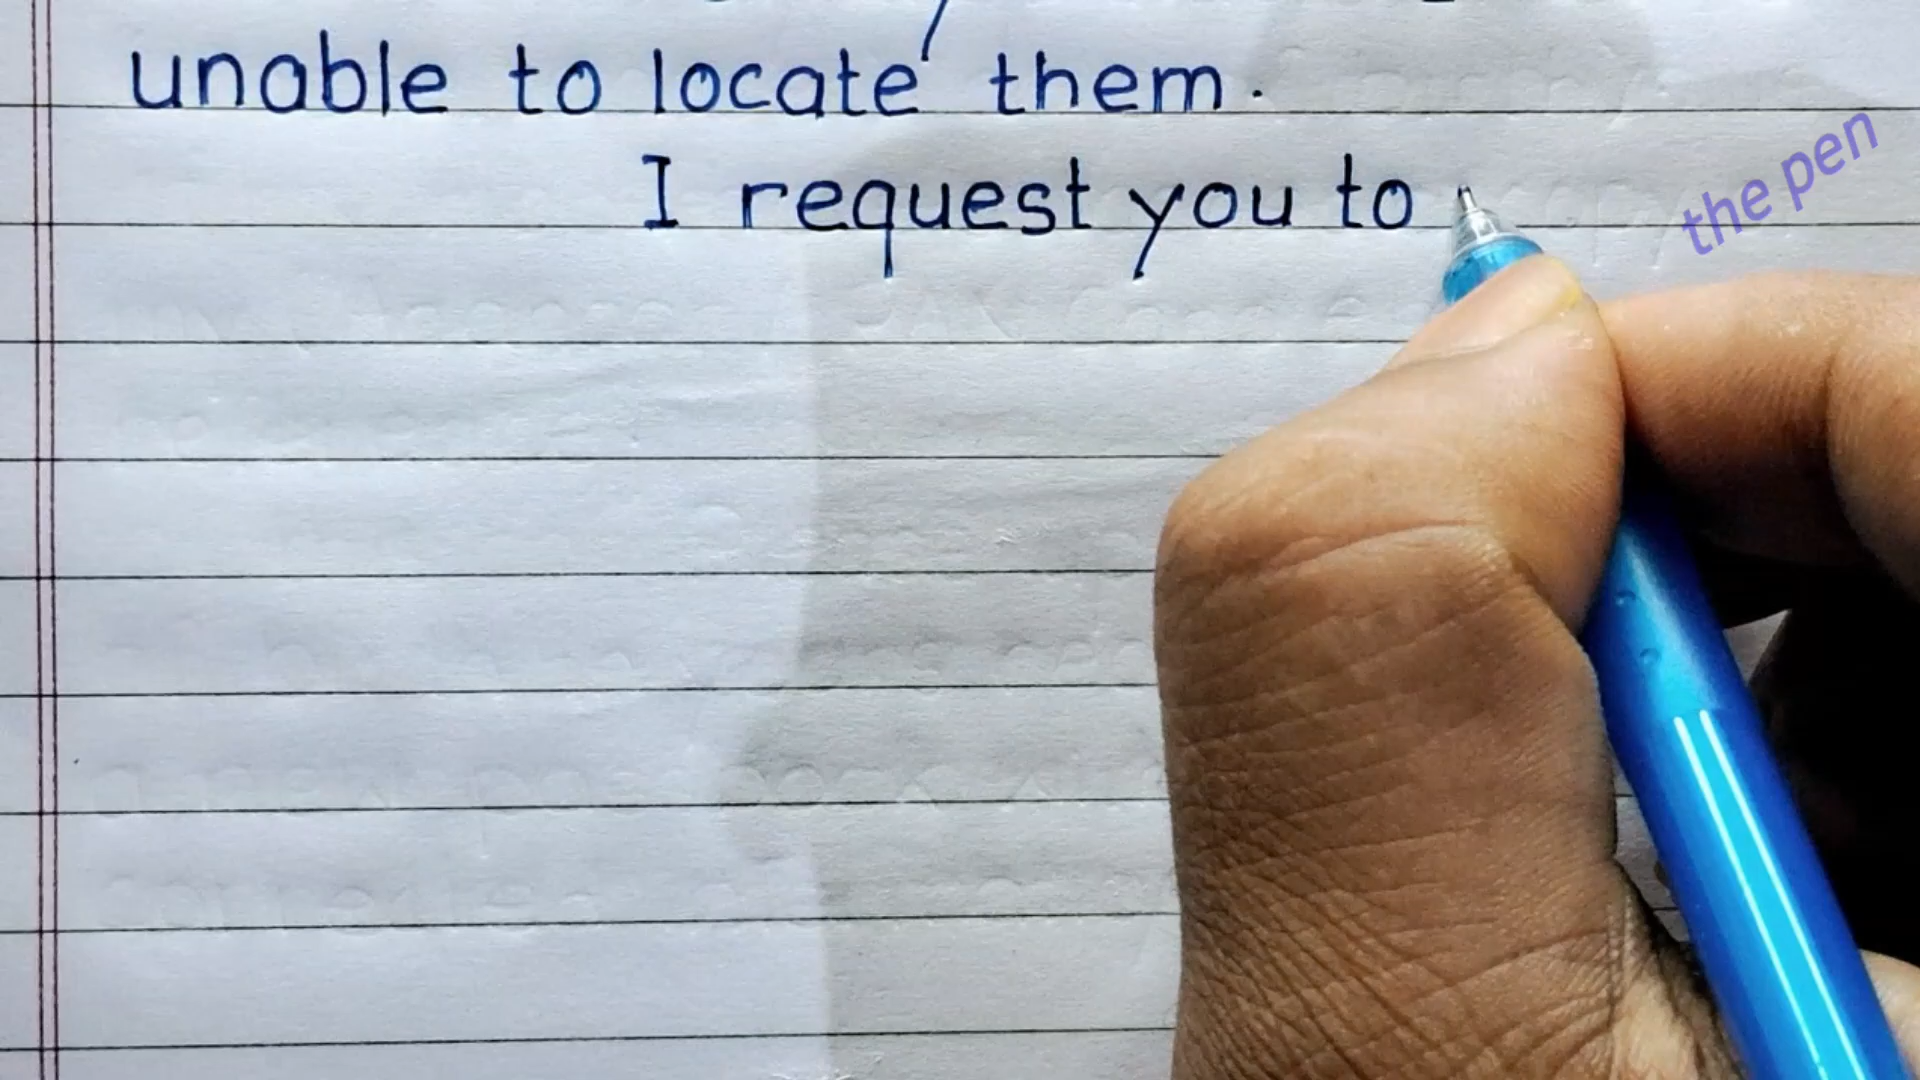 unable to locate them.
I request you to
the pen